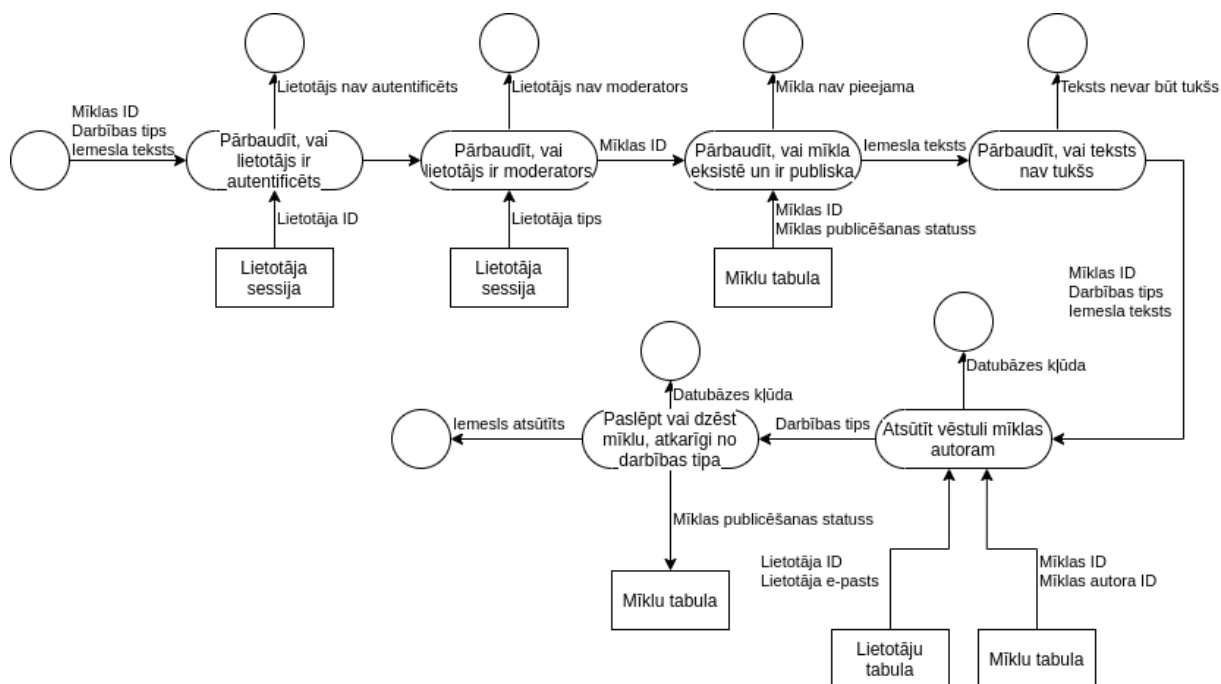 Lietotājs nav autentificēts
Lietotājs nav moderators
Mīkla nav pieejama
Teksts nevar būt tukšs
Mīklas ID
Darbības tips
Iemesla teksts
Pārbaudīt, vai
lietotājs ir
autentificēts
Pārbaudīt, vai
lietotājs ir moderators
Mīklas ID
Pārbaudīt, vai mīkla
eksistē un ir publiska
Iemesla teksts
Pārbaudīt, vai teksts
nav tukšs
Lietotāja ID
Lietotāja tips
Mīklas ID
Mīklas publicēšanas statuss
Lietotāja
sessija
Lietotāja
sessija
Mīklu tabula
Mīklas ID
Darbības tips
Iemesla teksts
Datubāzes kļūda
Datubāzes kļūda
Iemesls atsūtīts
Paslēpt vai dzēst
mīklu, atkarīgi no
darbības tipa
Darbības tips
Atsūtīt vēstuli mīklas
autoram
Mīklas publicēšanas statuss
Lietotāja ID
Lietotāja e-pasts
Mīklas ID
Mīklas autora ID
Mīklu tabula
Lietotāju
tabula
Mīklu tabula